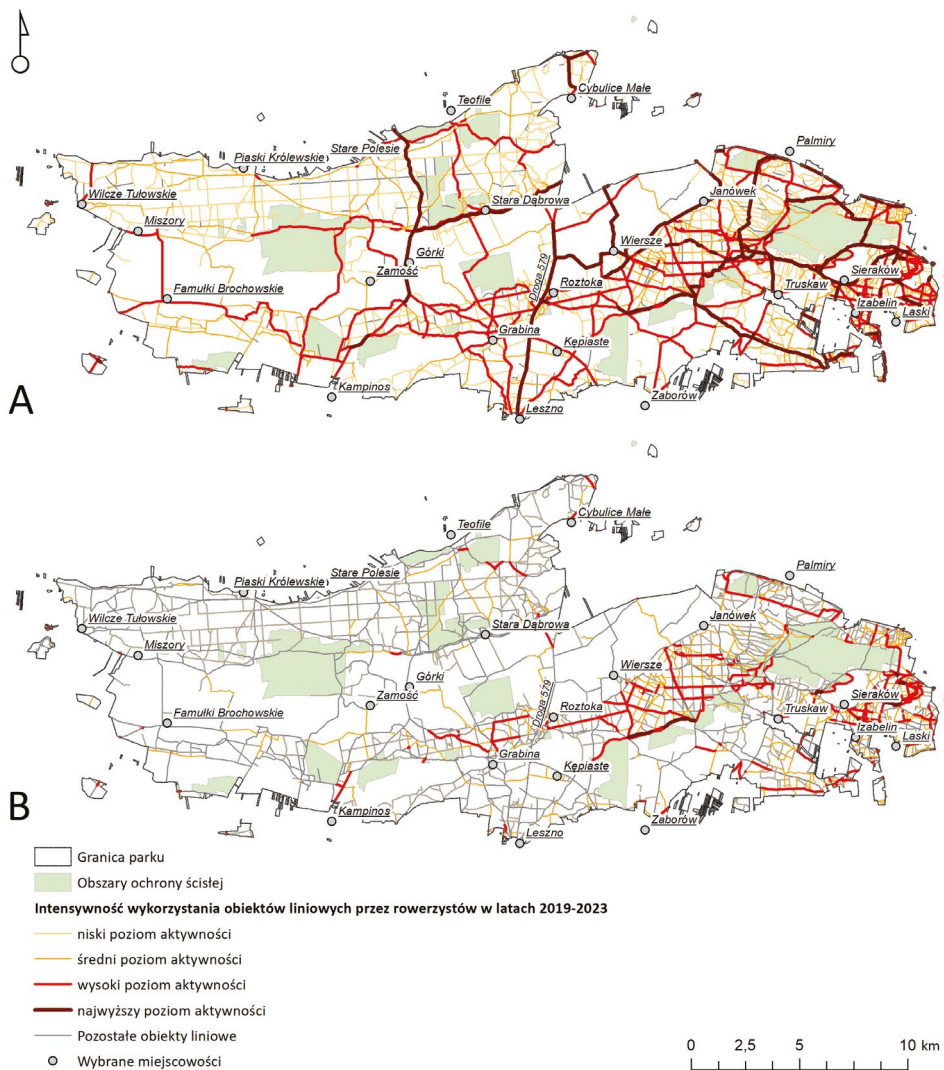 Cybulice Małe
Teofile
Palmiry
Stare Polesie
Piaski Królewskie
Wilcze Tułowskie
Janówek
Stara Dąbrowa
Miszory
Wiersze
Górki
Zamość
Droga 579
Sieraków
Roztoka
Truskaw
Famułki Brochowskie
Izabelin
Laski
Grabina
Kępiaste
Kampinos
Zaborów
Leszno
A
Cybulice Małe
Teofile
Palmiry
Stare Polesie
Piaski Królewskie
Wilcze Tułowskie
Janówek
Stara Dąbrowa
Miszory
Wiersze
Górki
Zamość
Droga 579
Sieraków
Roztoka
Truskaw
Famułki Brochowskie
Izabelin
Laski
Grabina
Kępiaste
Kampinos
Zaborów
Leszno
B
Granica parku
Obszary ochrony ścisłej
Intensywność wykorzystania obiektów liniowych przez rowerzystów w latach 2019-2023
niski poziom aktywności
średni poziom aktywności
wysoki poziom aktywności
najwyższy poziom aktywności
Pozostałe obiekty liniowe
Wybrane miejscowości
0 2,5 5 10 km